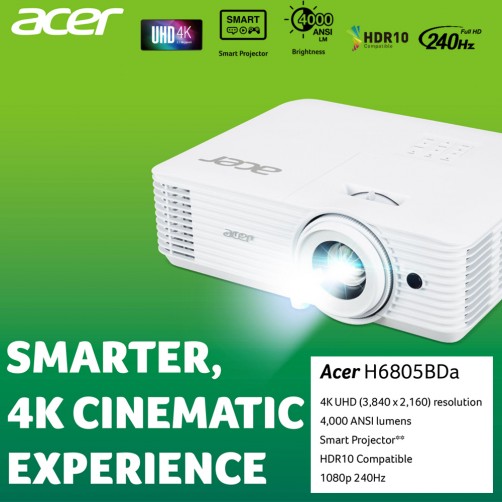 acer
UHD 4K
SMART
Smart Projector
4000
ANSI
LM
Brightness
HDR10
Compatible
Full HD
240Hz
acer
acer
SMARTER,
4K CINEMATIC
EXPERIENCE
Acer H6805BDa
4K UHD (3,840 x 2,160) resolution
4,000 ANSI lumens
Smart Projector**
HDR10 Compatible
1080p 240Hz